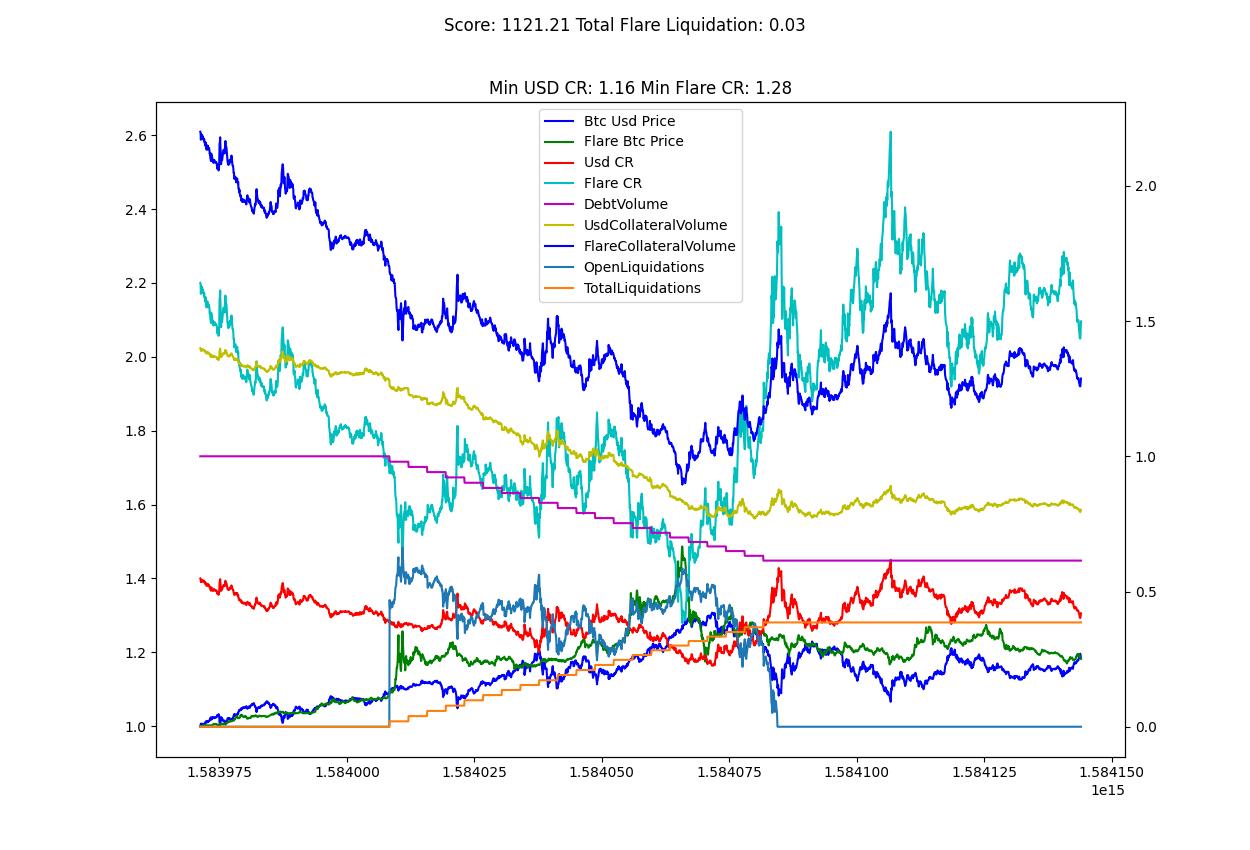 Score: 1121.21 Total Flare Liquidation: 0.03
Min USD CR: 1.16 Min Flare CR: 1.28
Btc Usd Price
Flare Btc Price
Usd CR
Flare CR
DebtVolume
UsdCollateralVolume
FlareCollateralVolume
OpenLiquidations
TotalLiquidations
2.6
2.4
2.2
2.0
1.8
1.6
1.4
1.2
1.0
2.0
1.5
1.0
0.5
0.0
1.583975 1.584000 1.584025 1.584050 1.584075 1.584100 1.584125 1.584150
1e15